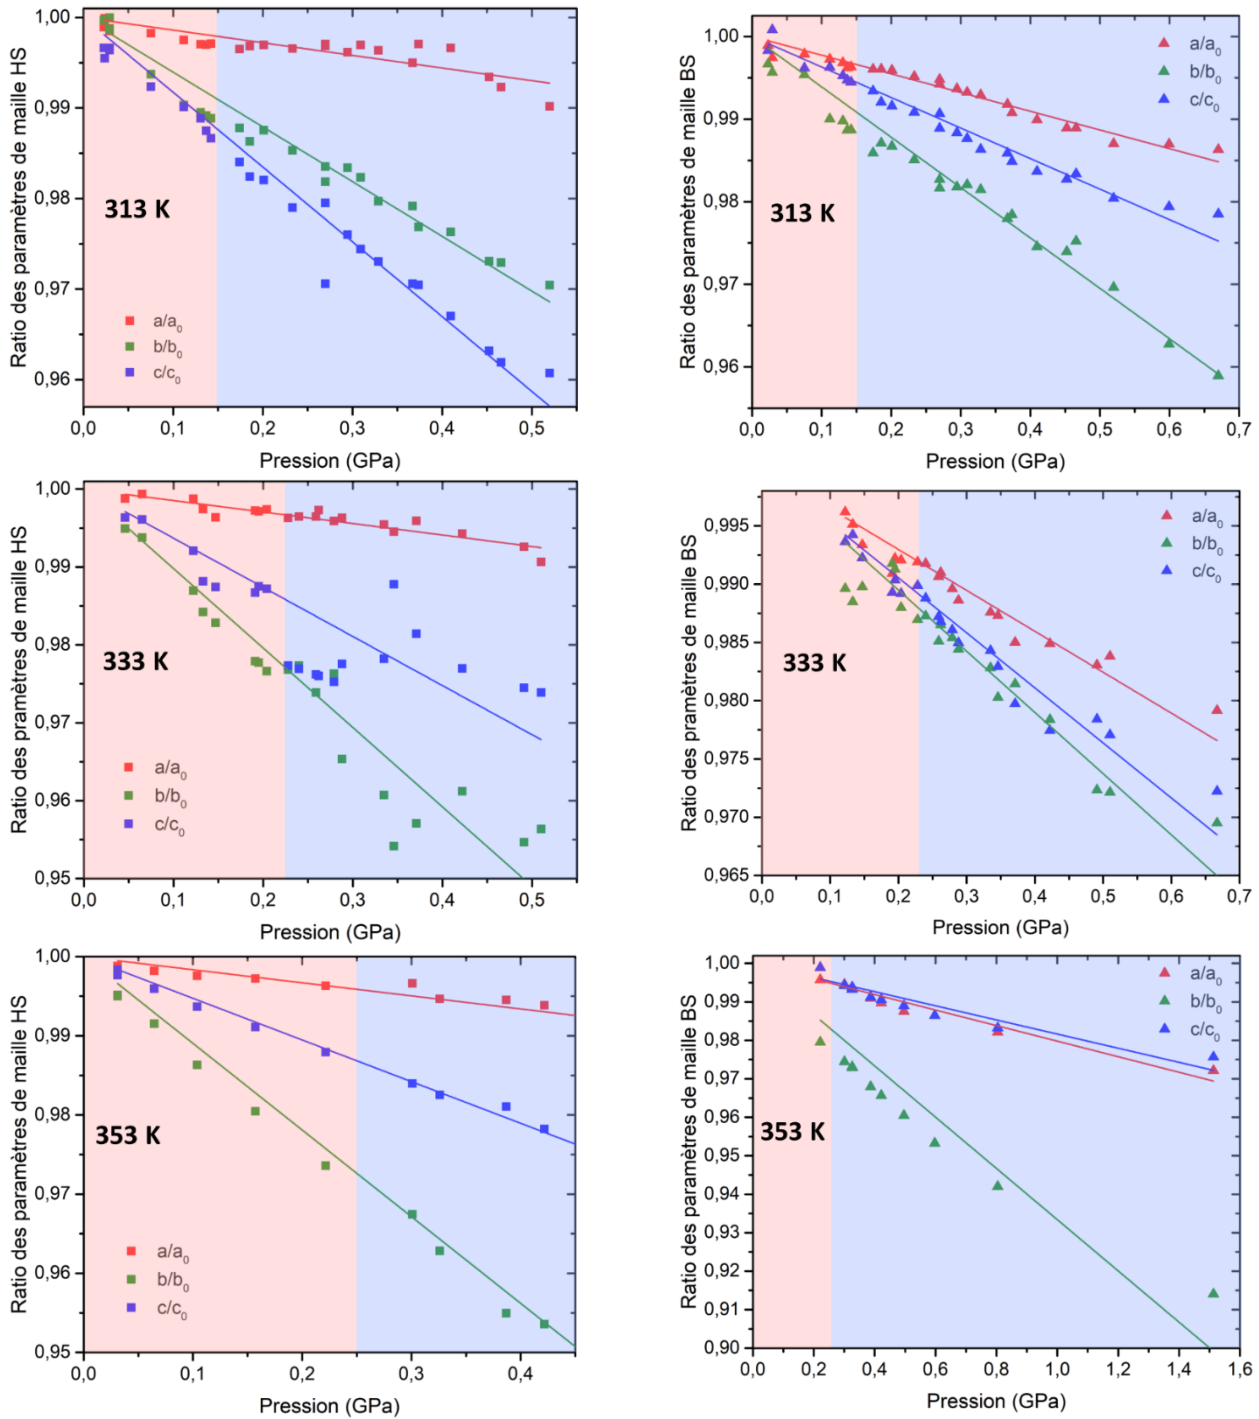 Ratio des paramètres de maille HS
1,00
0,99
0,98
0,97
0,96
313 K
a/a0
b/b0
c/c0
0,0 0,1 0,2 0,3 0,4 0,5
Pression (GPa)
Ratio des paramètres de maille BS
1,00
0,99
0,98
0,97
0,96
313 K
a/a0
b/b0
c/c0
0,0 0,1 0,2 0,3 0,4 0,5 0,6 0,7
Pression (GPa)
Ratio des pramètres de maille HS
1,00
0,99
0,98
0,97
0,96
0,95
333 K
a/a0
b/b0
c/c0
0,0 0,1 0,2 0,3 0,4 0,5
Pression (GPa)
Ratio des paramètres de maille BS
0,995
0,990
0,985
0,980
0,975
0,970
0,965
333 K
a/a0
b/b0
c/c0
0,0 0,1 0,2 0,3 0,4 0,5 0,6 0,7
Pression (GPa)
Ratio des paramètres de maille HS
1,00
0,99
0,98
0,97
0,96
0,95
353 K
a/a0
b/b0
c/c0
0,0 0,1 0,2 0,3 0,4
Pression (GPa)
Ratio des paramètres de maille BS
1,00
0,99
0,98
0,97
0,96
0,95
0,94
0,93
0,92
0,91
0,90
353 K
a/a0
b/b0
c/c0
0,0 0,2 0,4 0,6 0,8 1,0 1,2 1,4 1,6
Pression (GPa)